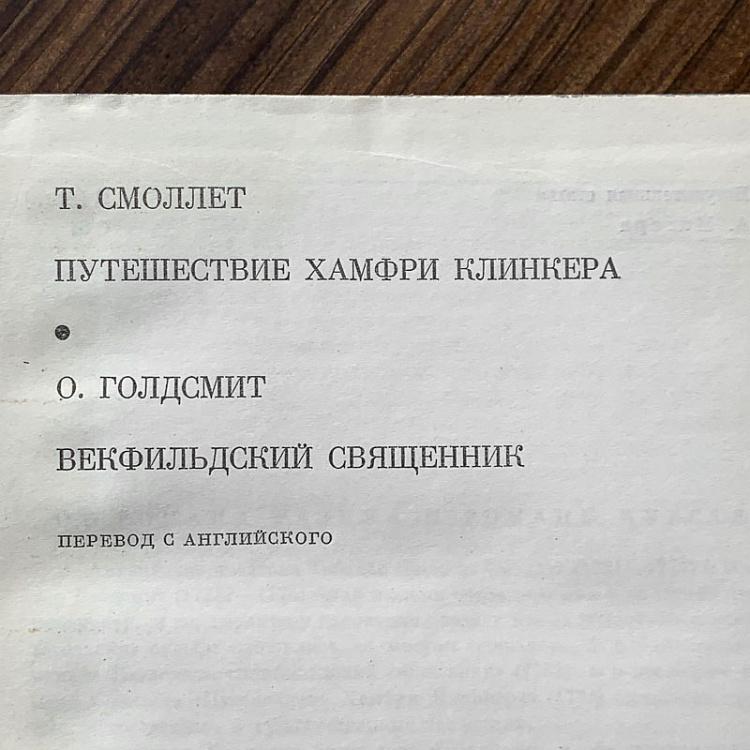 Т. СМОЛЛЕТ
ПУТЕШЕСТВИЕ ХАМФРИ КЛИНКЕРА
•
О. ГОЛДСМИТ
ВЕКФИЛЬДСКИЙ СВЯЩЕННИК
ПЕРЕВОД С АНГЛИЙСКОГО